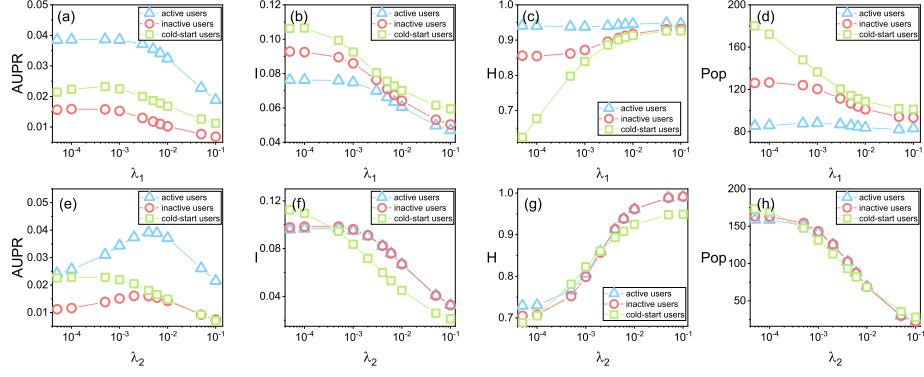 (a)
active users
inactive users
cold-start users
AUPR
0.04
0.03
0.02
0.01
10-4
10-3
10-2
10-1
λ1
(b)
active users
inactive users
cold-start users
I
0.10
0.08
0.06
0.04
10-4
10-3
10-2
10-1
λ1
(c)
active users
inactive users
cold-start users
H
1.0
0.9
0.8
0.7
0.6
10-4
10-3
10-2
10-1
λ1
(d)
active users
inactive users
cold-start users
Pop
200
180
160
140
120
100
80
10-4
10-3
10-2
10-1
λ1
(e)
active users
inactive users
cold-start users
AUPR
0.05
0.04
0.03
0.02
0.01
10-4
10-3
10-2
10-1
λ2
(f)
active users
inactive users
cold-start users
I
0.12
0.08
0.04
10-4
10-3
10-2
10-1
λ2
(g)
active users
inactive users
cold-start users
H
1.0
0.9
0.8
0.7
10-4
10-3
10-2
10-1
λ2
(h)
active users
inactive users
cold-start users
Pop
200
150
100
50
10-4
10-3
10-2
10-1
λ2